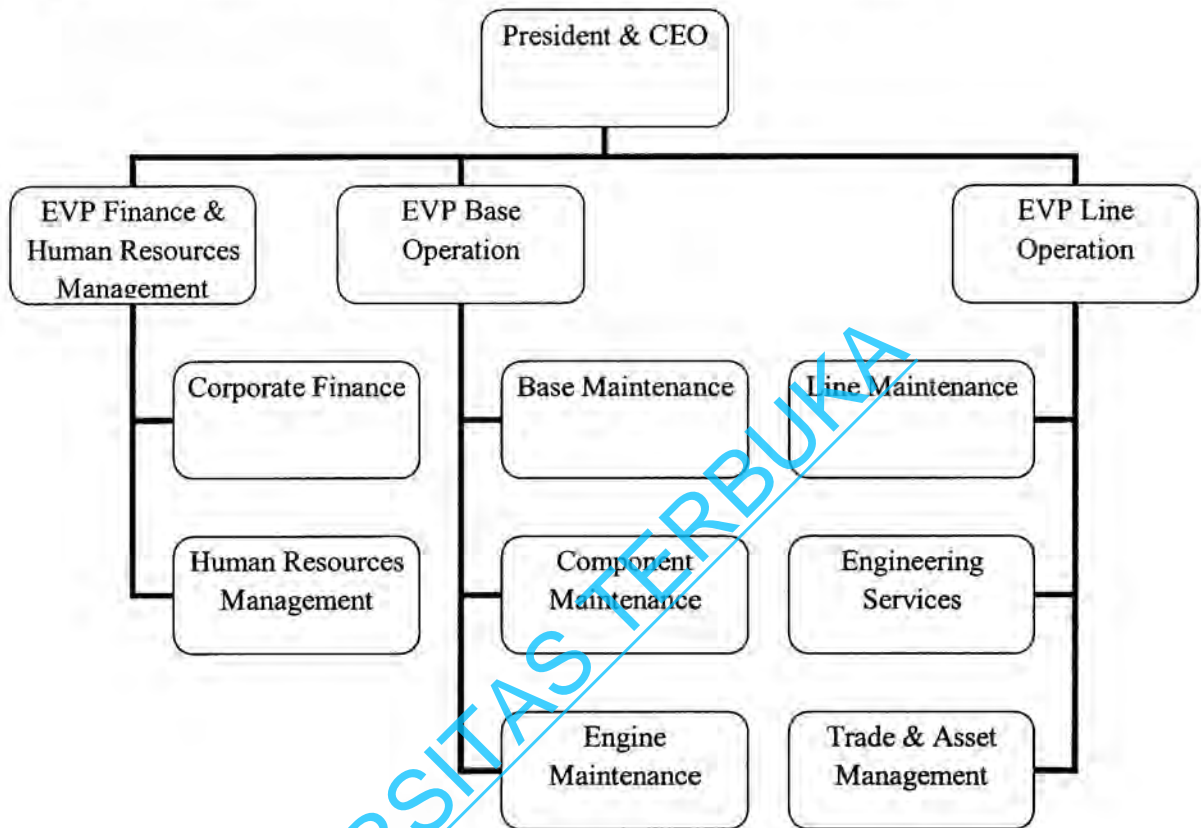 President & CEO
EVP Finance &
Human Resources
Management
EVP Base
Operation
EVP Line
Operation
Corporate Finance
Base Maintenance
Line Maintenance
Human Resources
Management
Component
Maintenance
Engineering
Services
Engine
Maintenance
Trade & Asset
Management
RSITAS TERBUKA